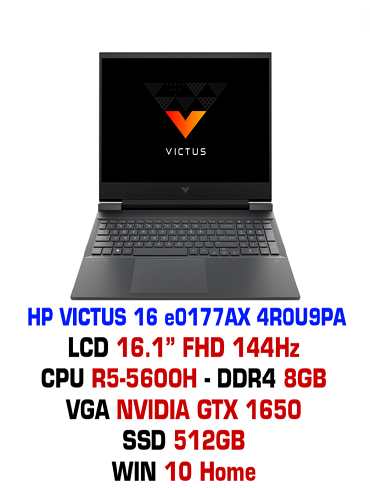 VICTUS
HP VICTUS 16 e0177AX 4R0U9PA
LCD 16.1” FHD 144Hz
CPU R5-5600H - DDR4 8GB
VGA NVIDIA GTX 1650
SSD 512GB
WIN 10 Home